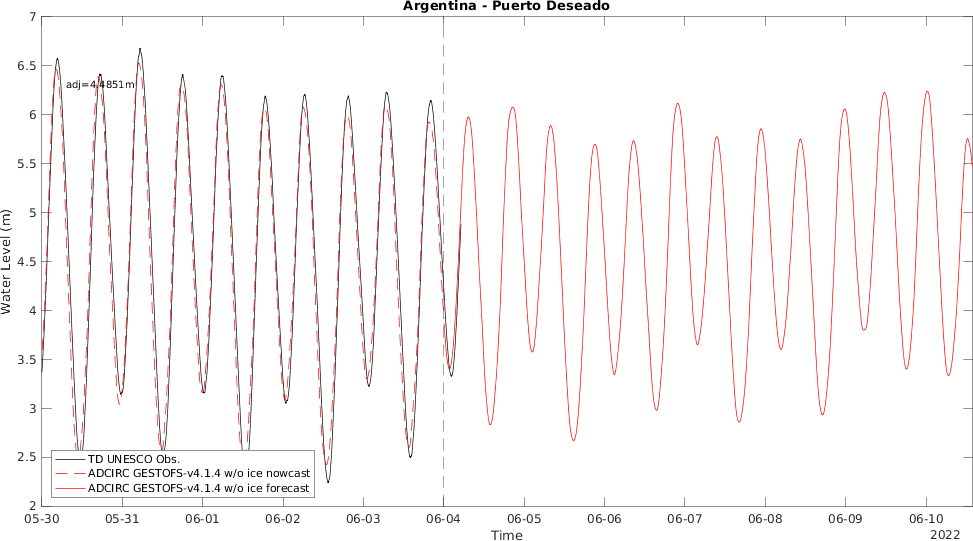 Argentina - Puerto Deseado
Water Level (m)
7
6.5
6
5.5
5
4.5
4
3.5
3
2.5
2
adj=4.4851m
TD UNESCO Obs.
ADCIRC GESTOFS-v4.1.4 w/o ice nowcast
ADCIRC GESTOFS-v4.1.4 w/o ice forecast
05-30 05-31 06-01 06-02 06-03 06-04 06-05 06-06 06-07 06-08 06-09 06-10
2022
Time